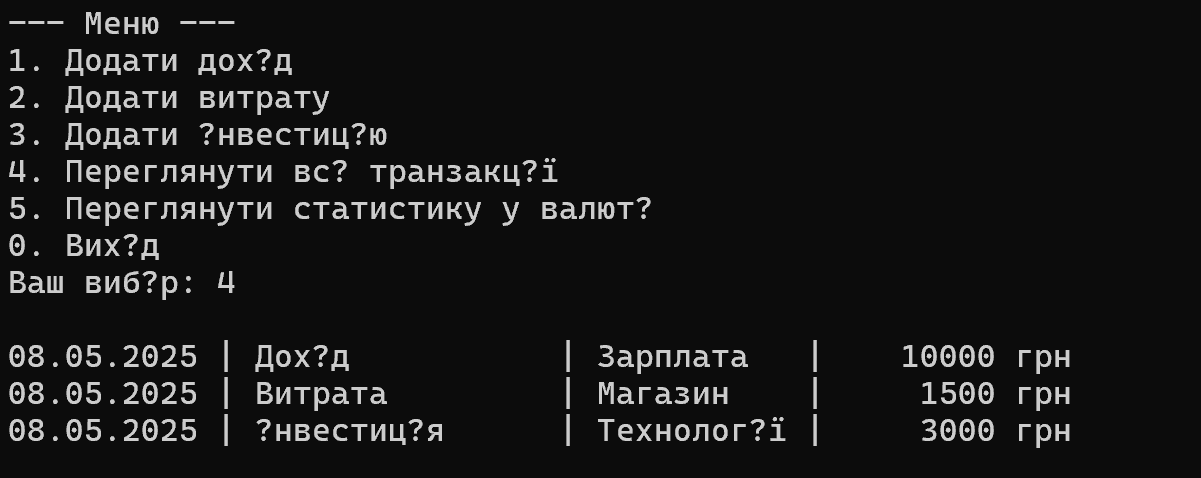 --- Меню ---
1. Додати дох?д
2. Додати витрату
3. Додати ?нвестиц?ю
4. Переглянути вс? транзакц?ї
5. Переглянути статистику у валют?
0. Вих?д
Ваш виб?р: 4
08.05.2025 | Дох?д | Зарплата | 10000 грн
08.05.2025 | Витрата | Магазин | 1500 грн
08.05.2025 | ?нвестиц?я | Технолог?ї | 3000 грн